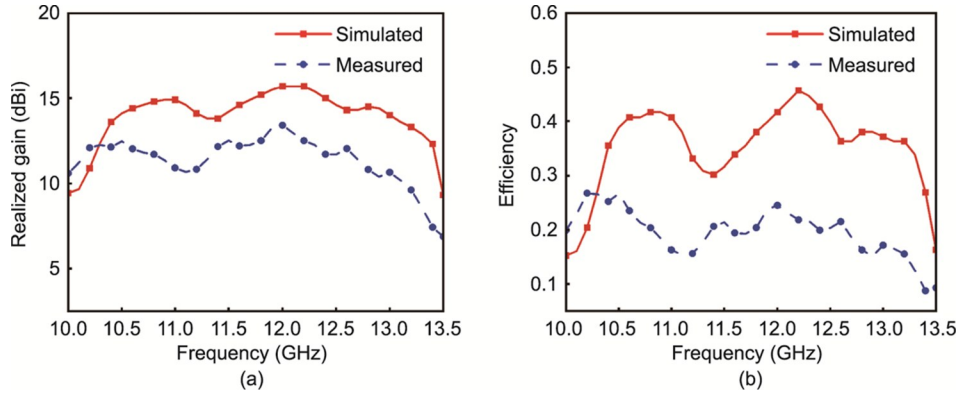 20
15
10
5
Realized gain (dBi)
Simulated
Measured
10.0 10.5 11.0 11.5 12.0 12.5 13.0 13.5
Frequency (GHz)
(a)
0.6
0.5
0.4
0.3
0.2
0.1
Efficiency
Simulated
Measured
10.0 10.5 11.0 11.5 12.0 12.5 13.0 13.5
Frequency (GHz)
(b)